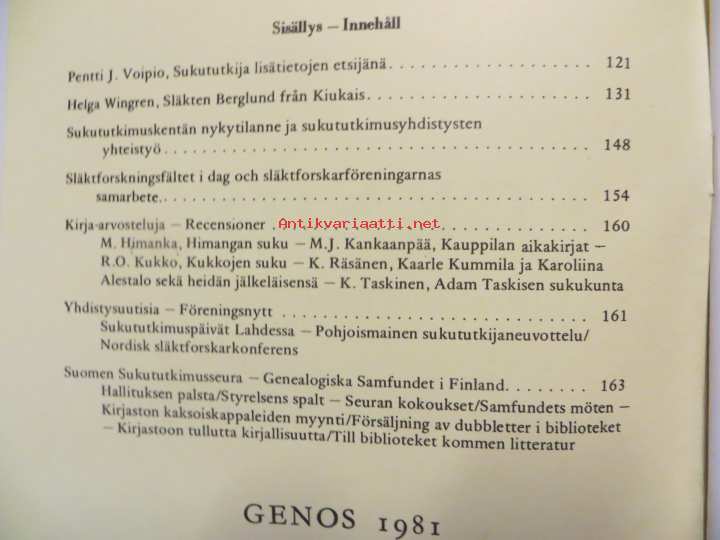 Sisällys – Innehåll
Pentti J. Voipio, Sukututkija lisätietojen etsijänä. . . . . . . . . . . . . . . . . . 121
Helga Wingren, Släkten Berglund från Kiukais. . . . . . . . . . . . . . . . . . . . 131
Sukututkimuskentän nykytilanne ja sukututkimusyhdistysten
yhteistyö. . . . . . . . . . . . . . . . . . . . . . . . . . . . . . . . . . . . . . 148
Släktforskningsfältet i dag och släktforskarföreningarnas
samarbete. . . . . . . . . . . . . . . . . . . . . . . . . . . . . . . . . . . . . . 154
Kirja-arvosteluja – Recensioner . . . . . . . . . . . . . . . . . . . . . . . . . . . 160
Antikvariaatti.net
M. Himanka, Himangan suku – M.J. Kankaanpää, Kauppilan aikakirjat –
R.O. Kukko, Kukkojen suku – K. Räsänen, Kaarle Kummila ja Karoliina
Alestalo sekä heidän jälkeläisensä – K. Taskinen, Adam Taskisen sukukunta
Yhdistysuutisia – Föreningsnytt . . . . . . . . . . . . . . . . . . . . . . . . . . . 161
Sukututkimuspäivät Lahdessa – Pohjoismainen sukututkijaneuvottelu/
Nordisk släktforskarkonferens
Suomen Sukututkimusseura – Genealogiska Samfundet i Finland. . . . . . . . 163
Hallituksen palsta/Styrelsens spalt – Seuran kokoukset/Samfundets möten –
Kirjaston kaksoiskappaleiden myynti/Försäljning av dubbletter i biblioteket
– Kirjastoon tullutta kirjallisuutta/Till biblioteket kommen litteratur
GENOS 1981